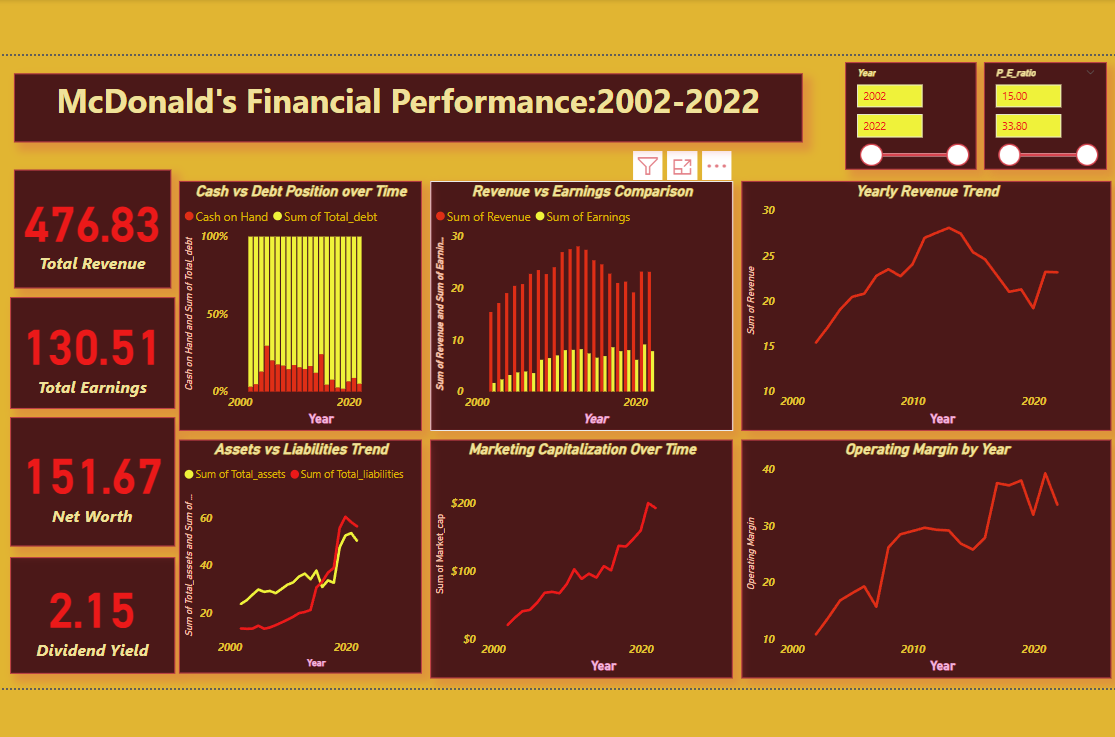 McDonald's Financial Performance:2002-2022
Year
2002
2022
P_E_ratio
15.00
33.80
476.83
Total Revenue
130.51
Total Earnings
151.67
Net Worth
2.15
Dividend Yield
Cash vs Debt Position over Time
Cash on Hand Sum of Total_debt
Cash on Hand and Sum of Total_debt
100%
50%
0%
2000 2020
Year
Revenue vs Earnings Comparison
Sum of Revenue Sum of Earnings
Sum of Revenue and Sum of Earnin...
30
20
10
0
2000 2020
Year
Yearly Revenue Trend
Sum of Revenue
30
25
20
15
10
2000 2010 2020
Year
Assets vs Liabilities Trend
Sum of Total_assets Sum of Total_liabilities
Sum of Total_assets and Sum of ...
60
40
20
2000 2020
Year
Marketing Capitalization Over Time
Sum of Market_cap
$200
$100
$0
2000 2020
Year
Operating Margin by Year
Operating Margin
40
30
20
10
2000 2010 2020
Year